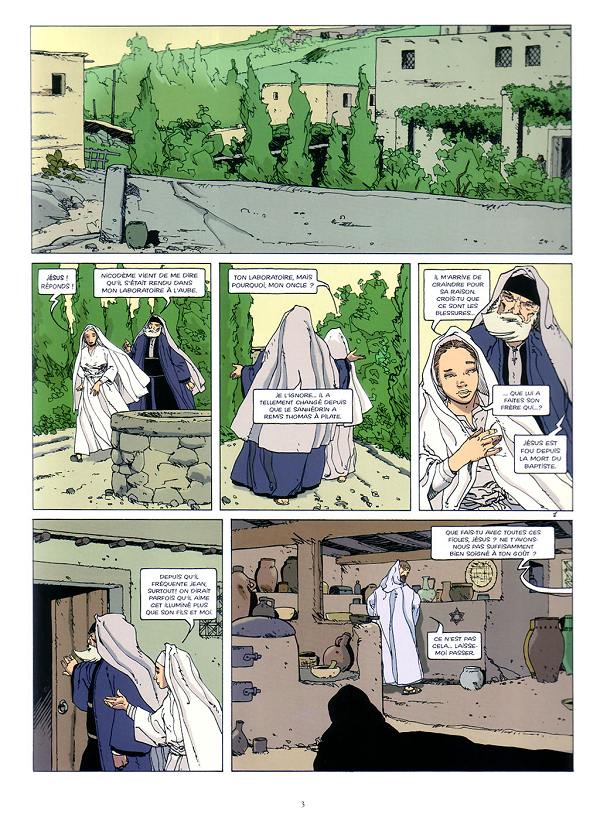 JÉSUS !
RÉPONDS !
NICODÈME VIENT DE ME DIRE
QU'IL S'ÉTAIT RENDU DANS
MON LABORATOIRE À L'AUBE.
TON LABORATOIRE, MAIS
POURQUOI, MON ONCLE ?
JE L'IGNORE... IL A
TELLEMENT CHANGÉ DEPUIS
QUE LE SANHÉDRIN A
REMIS THOMAS À PILATE.
IL M'ARRIVE DE
CRAINDRE POUR
SA RAISON.
CROIS-TU QUE
CE SONT LES
BLESSURES...
... QUE LUI A
FAITES SON
FRÈRE QUI...?
JÉSUS EST
FOU DEPUIS
LA MORT DU
BAPTISTE.
DEPUIS QU'IL
FRÉQUENTE JEAN,
SURTOUT! ON DIRAIT
PARFOIS QU'IL AIME
CET ILLUMINÉ PLUS
QUE SON FILS ET MOI.
QUE FAIS-TU AVEC TOUTES CES
FIOLES, JÉSUS ? NE T'AVONS-
NOUS PAS SUFFISAMMENT
BIEN SOIGNÉ À TON GOÛT ?
CE N'EST PAS
CELA... LAISSE-
MOI PASSER.
3